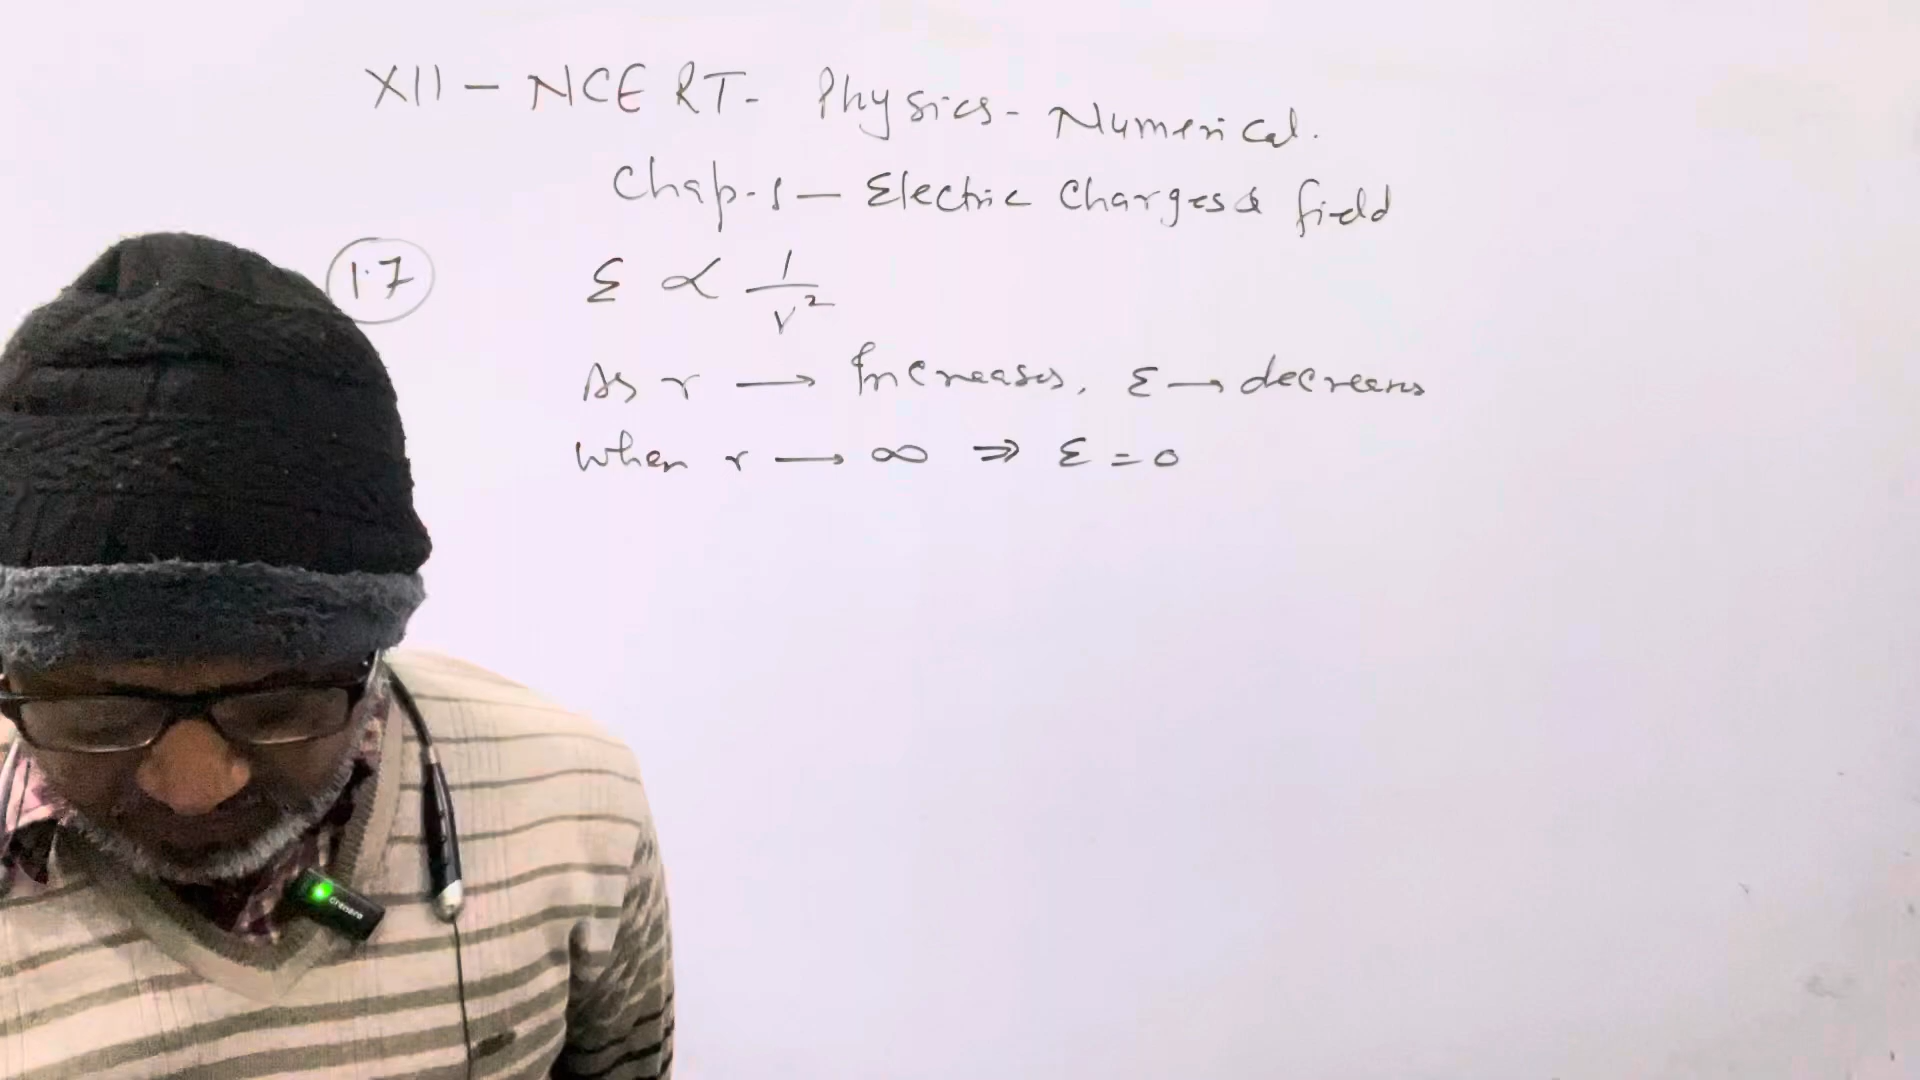 XII - NCERT - Physics - Numerical.
Chap-1 - Electric Charges & field
1.7
E ∝ 1/r²
As r → Increases, E → decreases
When r → ∞ ⇒ E = 0